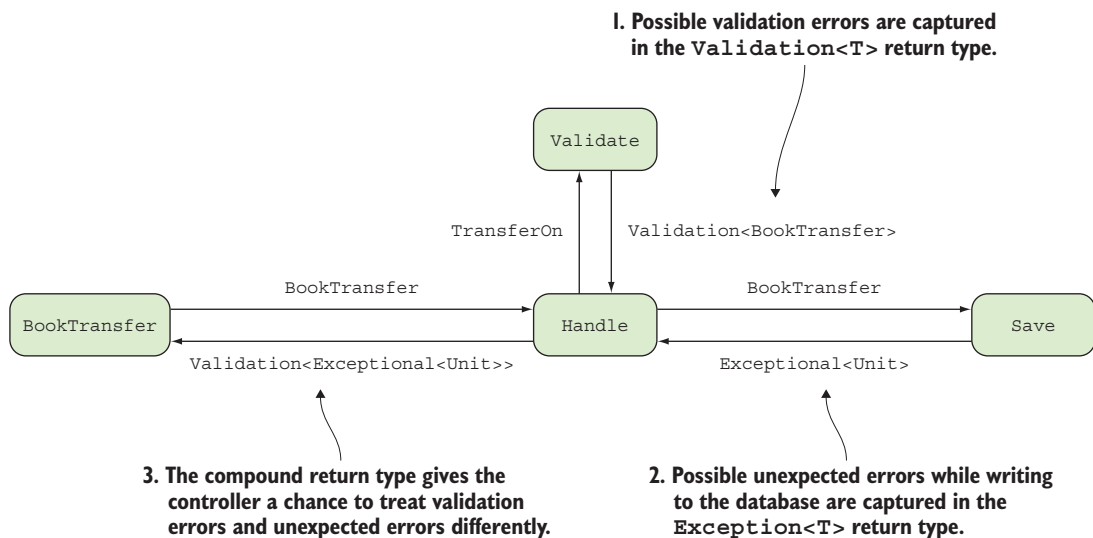 1. Possible validation errors are captured
in the Validation<T> return type.
Validate
TransferOn
Validation<BookTransfer>
BookTransfer
BookTransfer
BookTransfer
Handle
Save
Validation<Exceptional<Unit>>
Exceptional<Unit>
3. The compound return type gives the
controller a chance to treat validation
errors and unexpected errors differently.
2. Possible unexpected errors while writing
to the database are captured in the
Exception<T> return type.